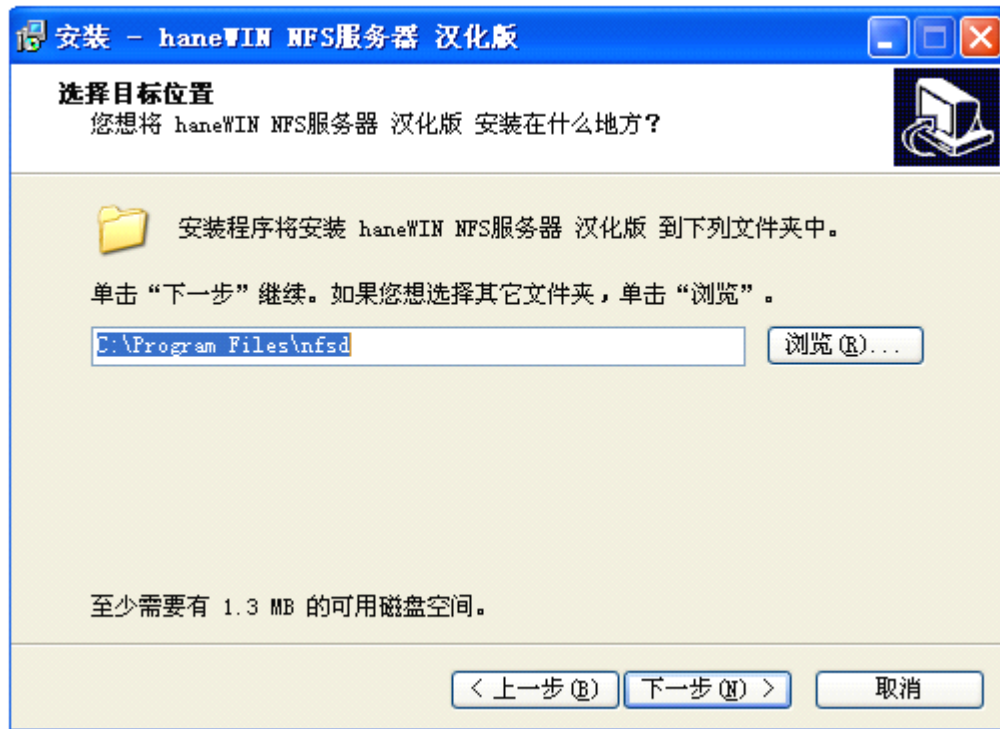 安装 - haneWIN NFS服务器 汉化版
选择目标位置
您想将 haneWIN NFS服务器 汉化版 安装在什么地方?
安装程序将安装 haneWIN NFS服务器 汉化版 到下列文件夹中。
单击“下一步”继续。如果您想选择其它文件夹，单击“浏览”。
C:\Program Files\nfsd
浏览(R)...
至少需要有 1.3 MB 的可用磁盘空间。
< 上一步(B)
下一步(N) >
取消